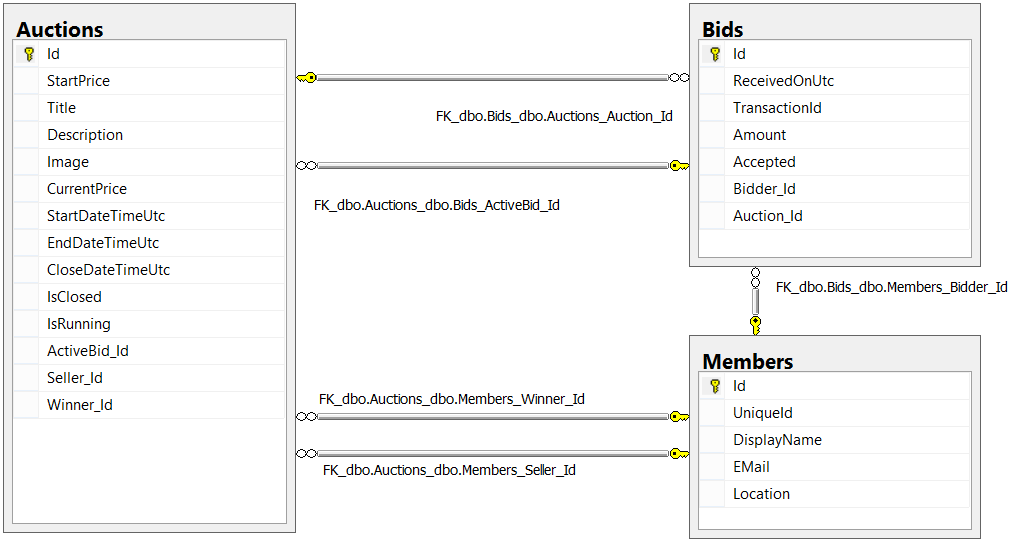 Auctions
Id
StartPrice
Title
Description
Image
CurrentPrice
StartDateTimeUtc
EndDateTimeUtc
CloseDateTimeUtc
IsClosed
IsRunning
ActiveBid_Id
Seller_Id
Winner_Id
FK_dbo.Bids_dbo.Auctions_Auction_Id
FK_dbo.Auctions_dbo.Bids_ActiveBid_Id
FK_dbo.Auctions_dbo.Members_Winner_Id
FK_dbo.Auctions_dbo.Members_Seller_Id
Bids
Id
ReceivedOnUtc
TransactionId
Amount
Accepted
Bidder_Id
Auction_Id
FK_dbo.Bids_dbo.Members_Bidder_Id
Members
Id
UniqueId
DisplayName
EMail
Location